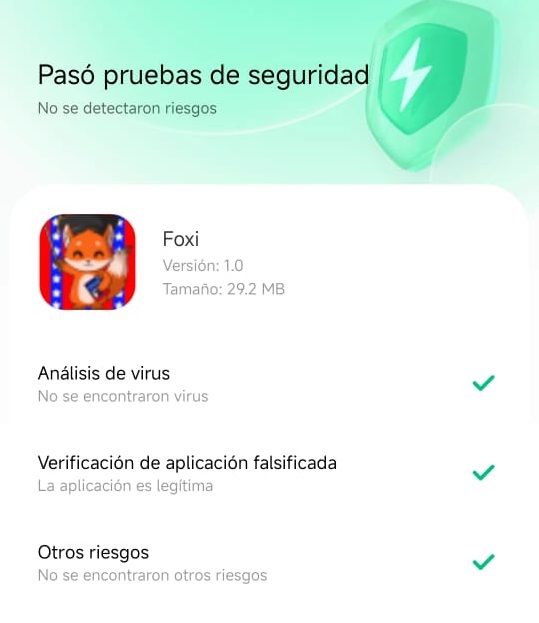 Pasó pruebas de seguridad
No se detectaron riesgos
Foxi
Versión: 1.0
Tamaño: 29.2 MB
Análisis de virus
No se encontraron virus
Verificación de aplicación falsificada
La aplicación es legítima
Otros riesgos
No se encontraron otros riesgos